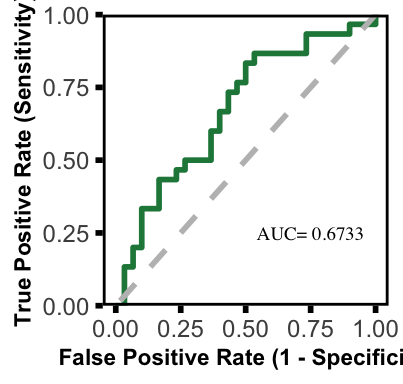 True Positive Rate (Sensitivity)
1.00
0.75
0.50
0.25
0.00
AUC= 0.6733
0.00 0.25 0.50 0.75 1.00
False Positive Rate (1 - Specifici